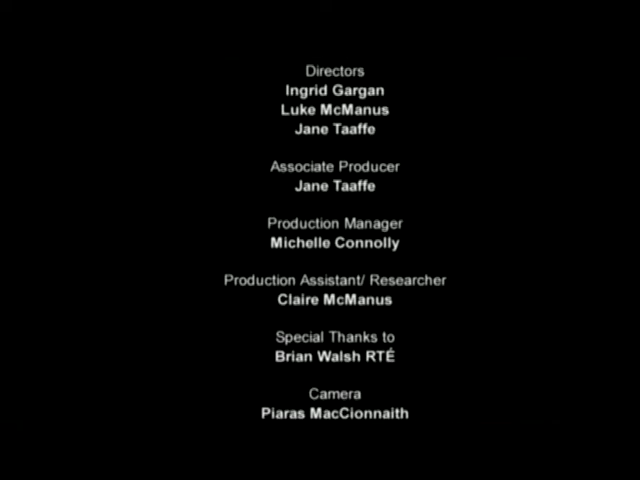 Directors
Ingrid Gargan
Luke McManus
Jane Taaffe
Associate Producer
Jane Taaffe
Production Manager
Michelle Connolly
Production Assistant/ Researcher
Claire McManus
Special Thanks to
Brian Walsh RTÉ
Camera
Piaras MacCionnaith